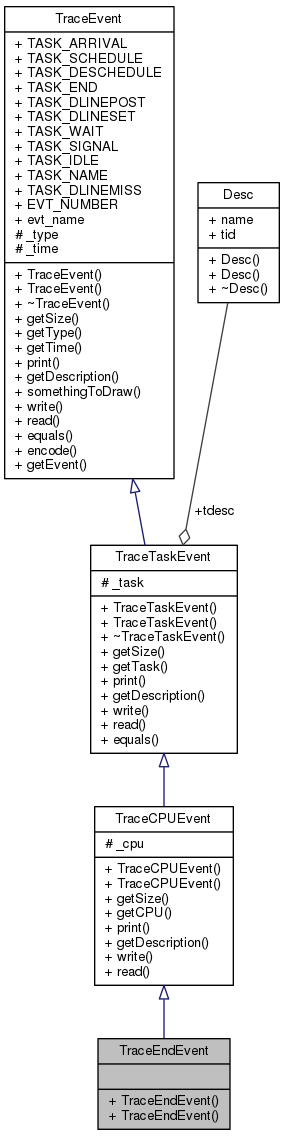 TraceEvent
+ TASK_ARRIVAL
+ TASK_SCHEDULE
+ TASK_DESCHEDULE
+ TASK_END
+ TASK_DLINEPOST
+ TASK_DLINESET
+ TASK_WAIT
+ TASK_SIGNAL
+ TASK_IDLE
+ TASK_NAME
+ TASK_DLINEMISS
+ EVT_NUMBER
+ evt_name
# _type
# _time
+ TraceEvent()
+ TraceEvent()
+ ~TraceEvent()
+ getSize()
+ getType()
+ getTime()
+ print()
+ getDescription()
+ somethingToDraw()
+ write()
+ read()
+ equals()
+ encode()
+ getEvent()
Desc
+ name
+ tid
+ Desc()
+ Desc()
+ ~Desc()
+tdesc
TraceTaskEvent
# _task
+ TraceTaskEvent()
+ TraceTaskEvent()
+ ~TraceTaskEvent()
+ getSize()
+ getTask()
+ print()
+ getDescription()
+ write()
+ read()
+ equals()
TraceCPUEvent
# _cpu
+ TraceCPUEvent()
+ TraceCPUEvent()
+ getSize()
+ getCPU()
+ print()
+ getDescription()
+ write()
+ read()
TraceEndEvent
+ TraceEndEvent()
+ TraceEndEvent()